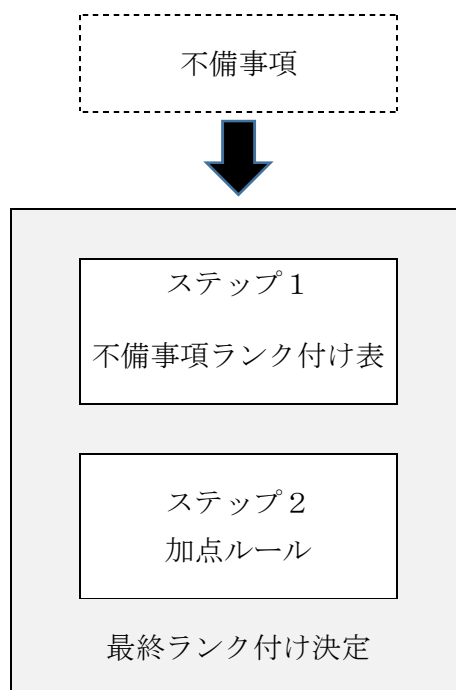 不備事項
ステップ１
不備事項ランク付け表
ステップ２
加点ルール
最終ランク付け決定